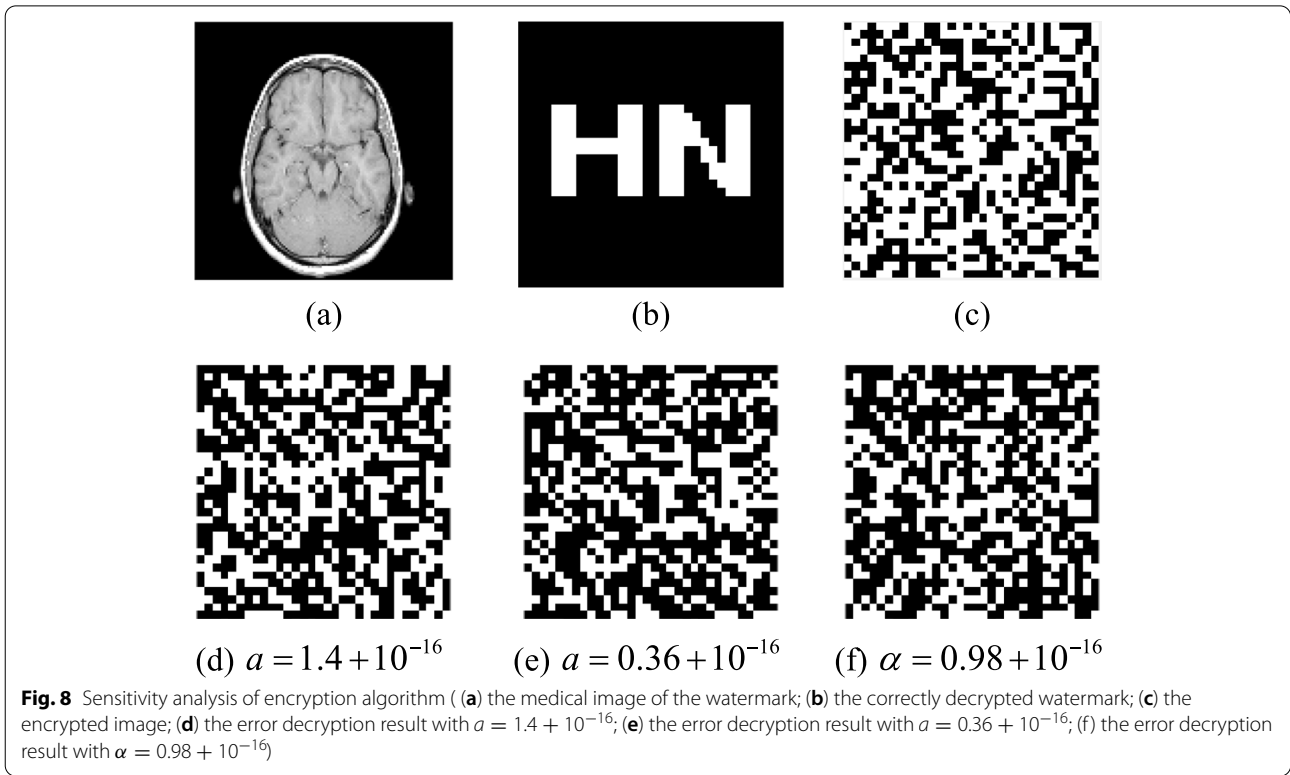 HN
(a) (b) (c)
(d) a = 1.4 + 10⁻¹⁶ (e) a = 0.36 + 10⁻¹⁶ (f) α = 0.98 + 10⁻¹⁶
Fig. 8 Sensitivity analysis of encryption algorithm ( (a) the medical image of the watermark; (b) the correctly decrypted watermark; (c) the
encrypted image; (d) the error decryption result with a = 1.4 + 10⁻¹⁶; (e) the error decryption result with a = 0.36 + 10⁻¹⁶; (f) the error decryption
result with α = 0.98 + 10⁻¹⁶)